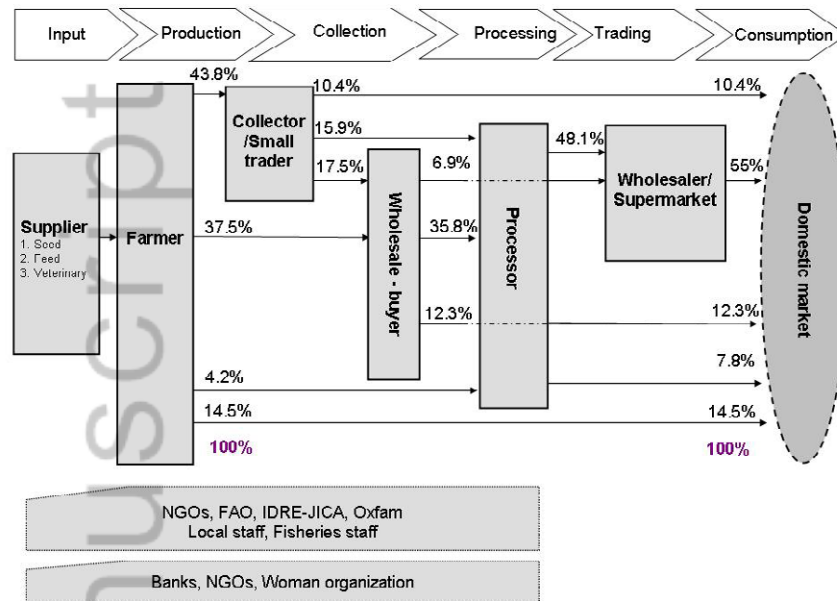 Input
Production
Collection
Processing
Trading
Consumption
43.8%
10.4%
10.4%
Collector
/Small
trader
15.9%
48.1%
17.5%
6.9%
55%
Wholesaler/
Supermarket
Supplier
1. Sood
2. Feed
3. Veterinary
Farmer
37.5%
Wholesale - buyer
35.8%
Processor
Domestic market
12.3%
12.3%
7.8%
4.2%
14.5%
14.5%
100%
100%
NGOs, FAO, IDRE-JICA, Oxfam
Local staff, Fisheries staff
Banks, NGOs, Woman organization
uscript